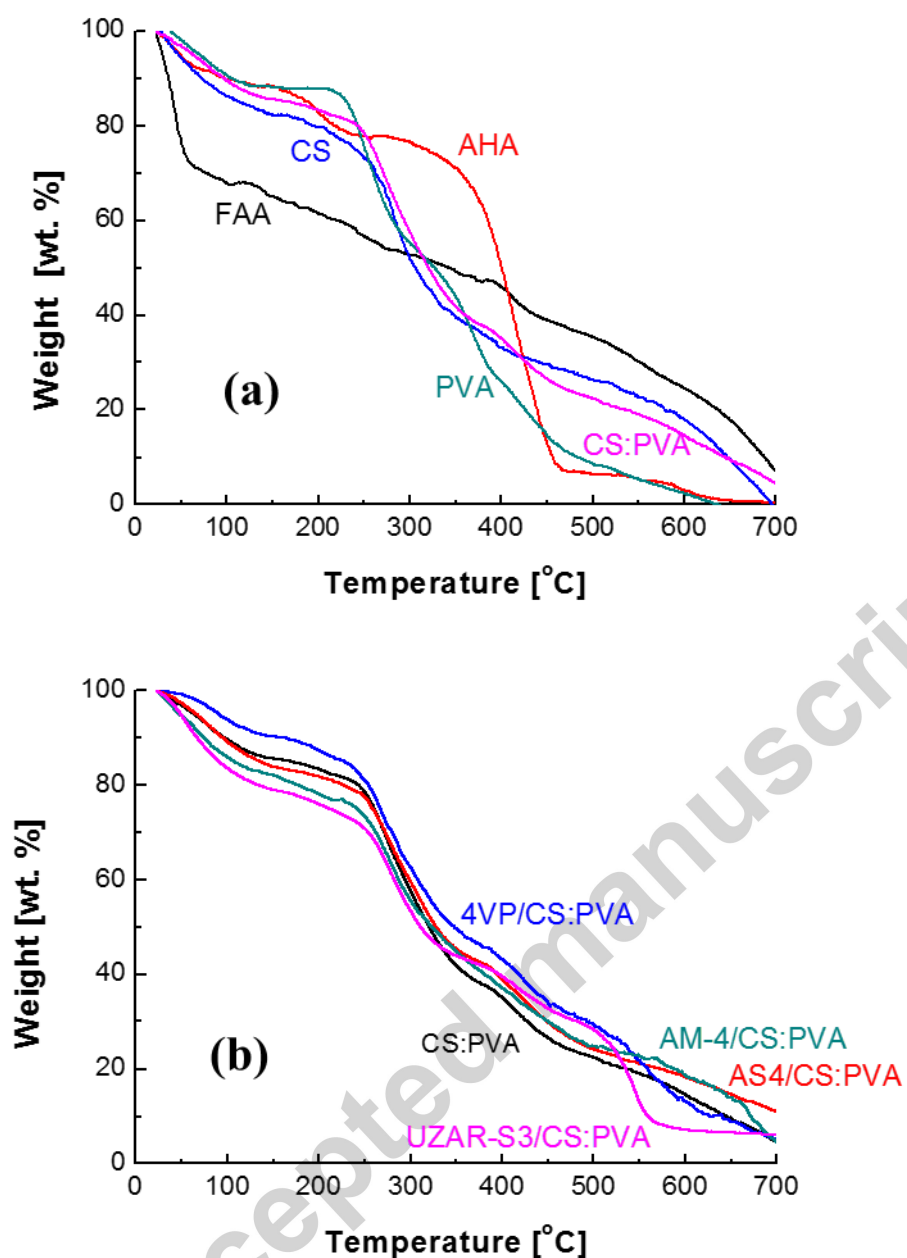 100
80
60
40
20
0
Weight [wt. %]
AHA
CS
FAA
PVA
CS:PVA
(a)
0 100 200 300 400 500 600 700
Temperature [°C]
100
80
60
40
20
0
Weight [wt. %]
4VP/CS:PVA
CS:PVA
AM-4/CS:PVA
AS4/CS:PVA
UZAR-S3/CS:PVA
(b)
0 100 200 300 400 500 600 700
Temperature [°C]